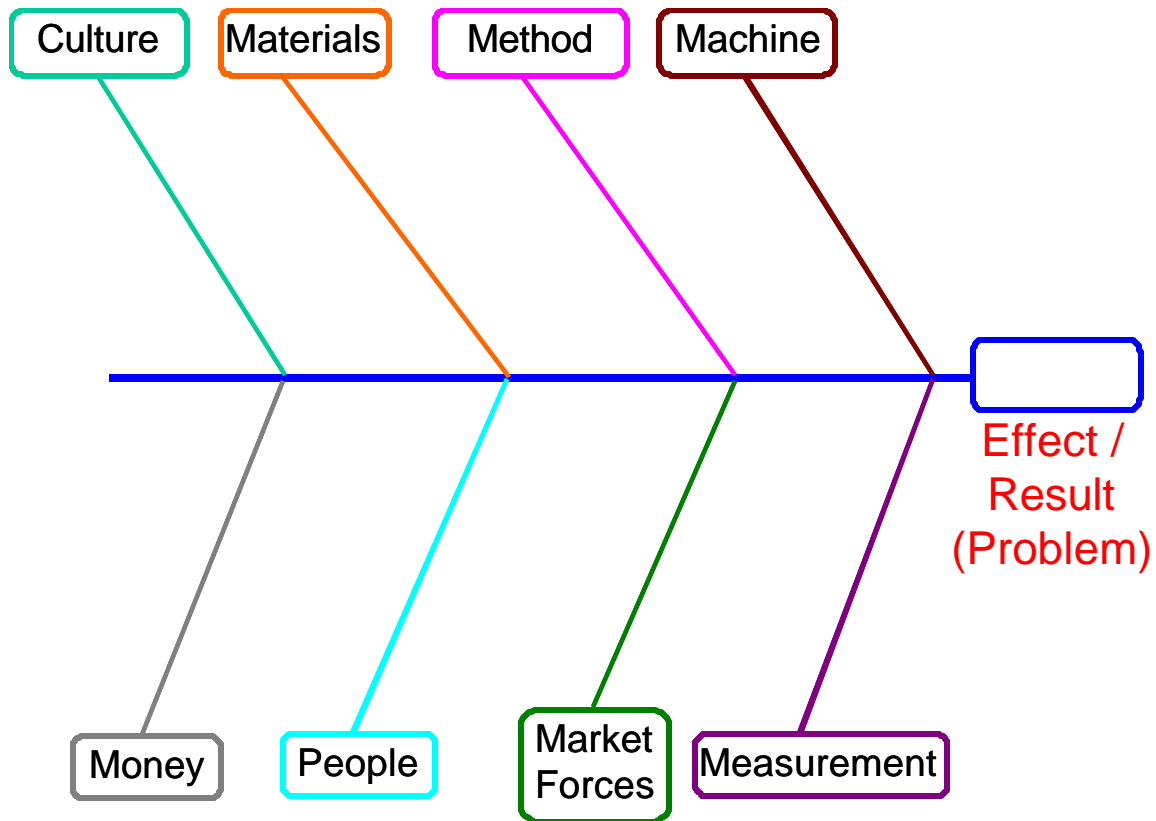 Culture
Materials
Method
Machine
Effect /
Result
(Problem)
Money
People
Market
Forces
Measurement